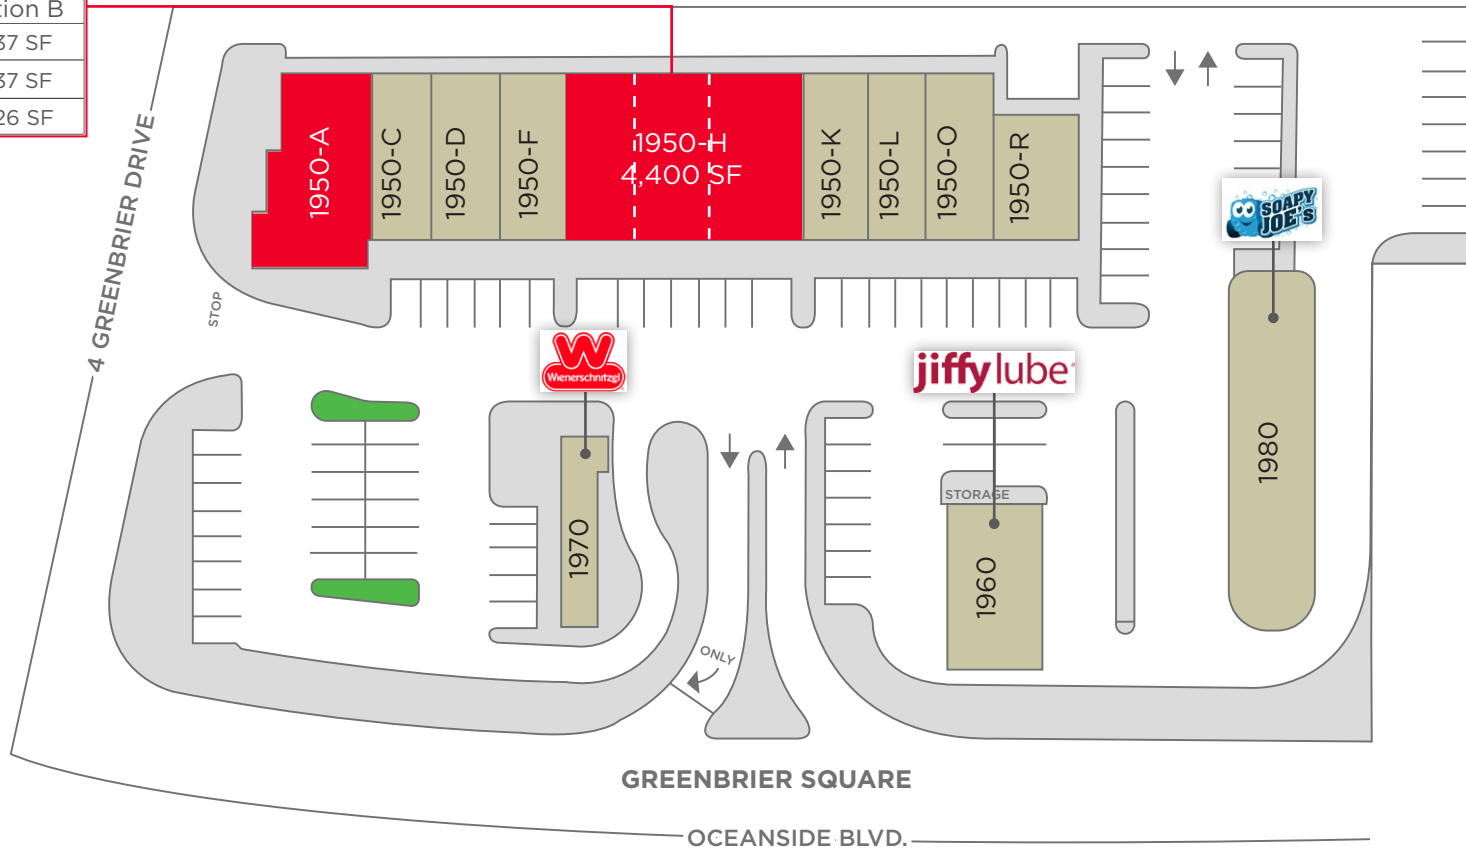 tion B
37 SF
37 SF
26 SF
4 GREENBRIER DRIVE
STOP
1950-A
1950-C
1950-D
1950-F
1950-H
4,400 SF
1950-K
1950-L
1950-O
1950-R
SOAPY
JOE'S
W
Wienerschnitzel
jiffy lube
1970
STORAGE
1960
1980
ONLY
GREENBRIER SQUARE
OCEANSIDE BLVD.